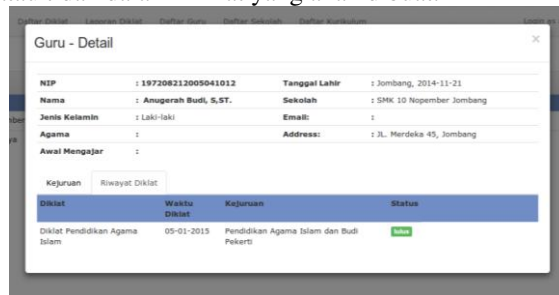 Daftar Diklat Laporan Diklat Daftar Guru Daftar Sekolah Daftar Kurikulum Login as
Guru - Detail ×
NIP : 197208212005041012 Tanggal Lahir : Jombang, 2014-11-21
Nama : Anugerah Budi, S,ST. Sekolah : SMK 10 Nopember Jombang
Jenis Kelamin : Laki-laki Email: :
Agama : Address: : JL. Merdeka 45, Jombang
Awal Mengajar :
Kejuruan Riwayat Diklat
Diklat Waktu Kejuruan Status
Diklat
Diklat Pendidikan Agama 05-01-2015 Pendidikan Agama Islam dan Budi lulus
Islam Pekerti